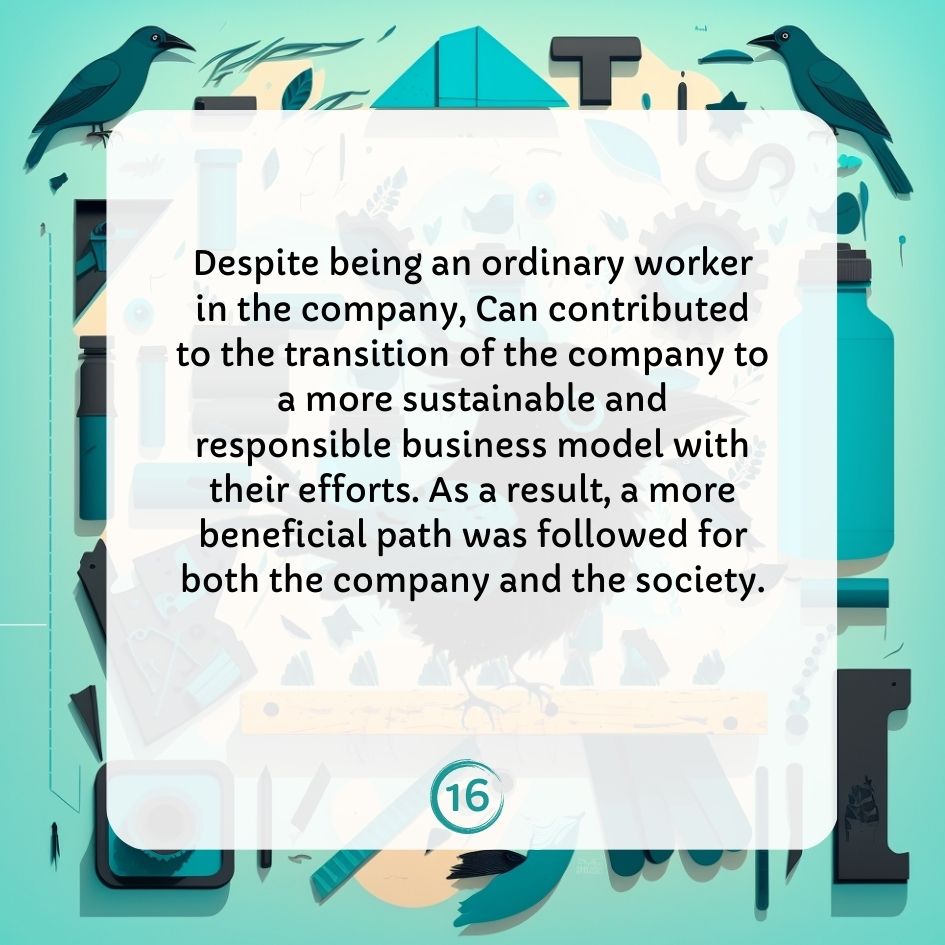 Despite being an ordinary worker
in the company, Can contributed
to the transition of the company to
a more sustainable and
responsible business model with
their efforts. As a result, a more
beneficial path was followed for
both the company and the society.
16